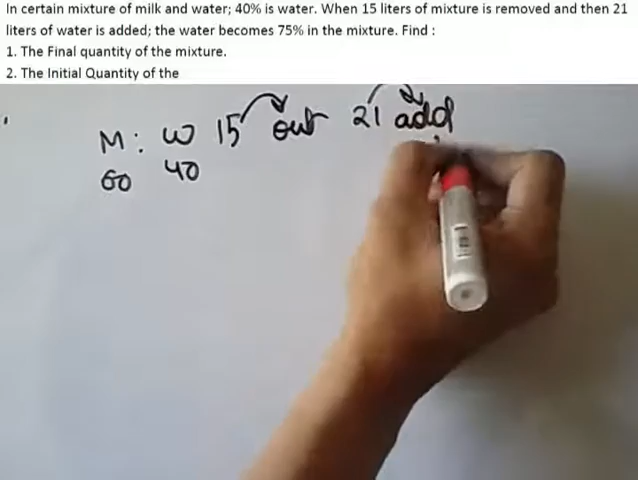 In certain mixture of milk and water; 40% is water. When 15 liters of mixture is removed and then 21
liters of water is added; the water becomes 75% in the mixture. Find :
1. The Final quantity of the mixture.
2. The Initial Quantity of the
M : W 15 out 21 add
60 40